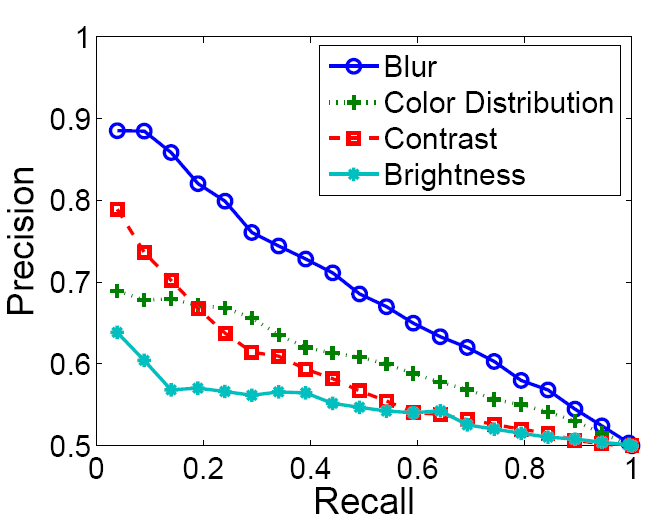 1
0.9
0.8
0.7
0.6
0.5
Precision
Blur
Color Distribution
Contrast
Brightness
0 0.2 0.4 0.6 0.8 1
Recall